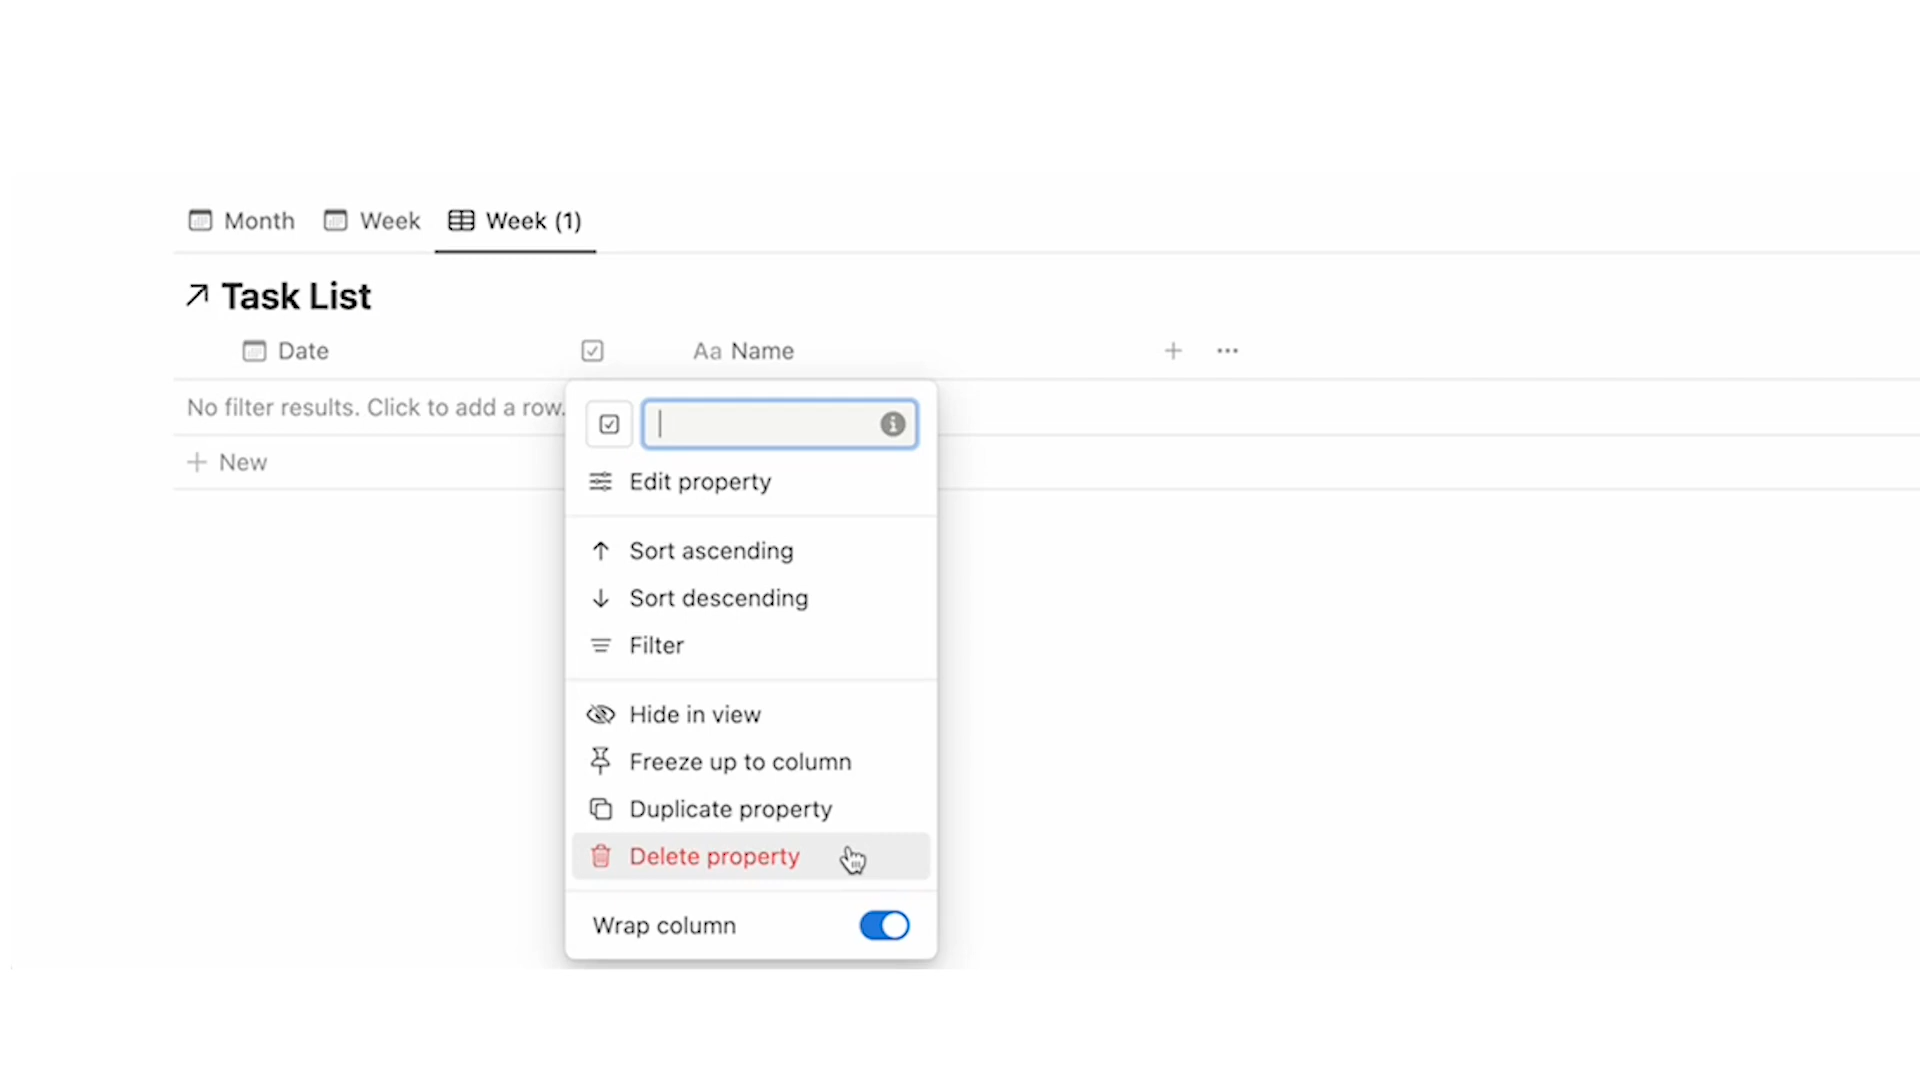 Month Week Week (1)
Task List
Date Aa Name
No filter results. Click to add a row.
New
Edit property
Sort ascending
Sort descending
Filter
Hide in view
Freeze up to column
Duplicate property
Delete property
Wrap column